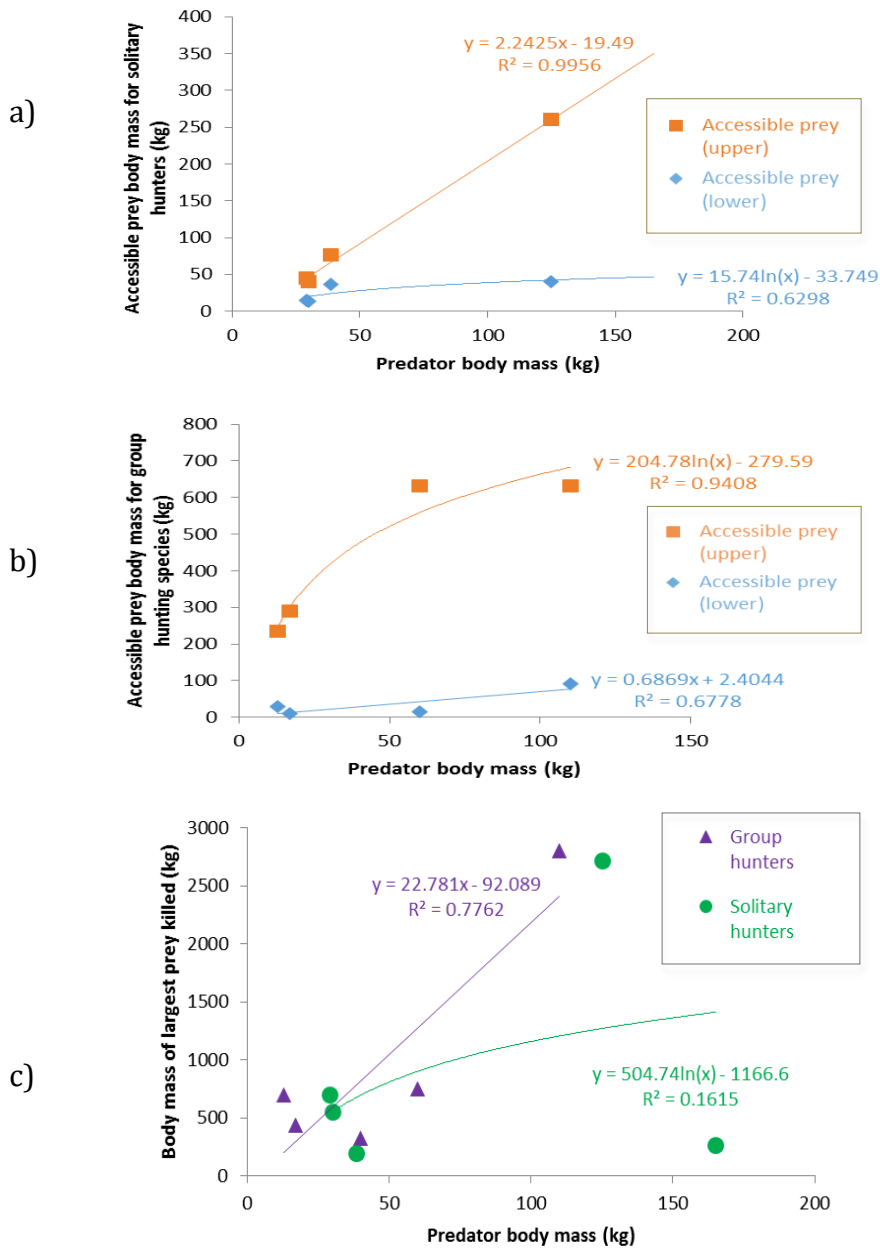 a)
Accessible prey body mass for solitary
hunters (kg)
400
350
300
250
200
150
100
50
0
y = 2.2425x - 19.49
R² = 0.9956
Accessible prey
(upper)
Accessible prey
(lower)
y = 15.74ln(x) - 33.749
R² = 0.6298
0 50 100 150 200
Predator body mass (kg)
b)
Accessible prey body mass for group
hunting species (kg)
800
700
600
500
400
300
200
100
0
y = 204.78ln(x) - 279.59
R² = 0.9408
Accessible prey
(upper)
Accessible prey
(lower)
y = 0.6869x + 2.4044
R² = 0.6778
0 50 100 150
Predator body mass (kg)
c)
Body mass of largest prey killed (kg)
3000
2500
2000
1500
1000
500
0
y = 22.781x - 92.089
R² = 0.7762
Group
hunters
Solitary
hunters
y = 504.74ln(x) - 1166.6
R² = 0.1615
0 50 100 150 200
Predator body mass (kg)